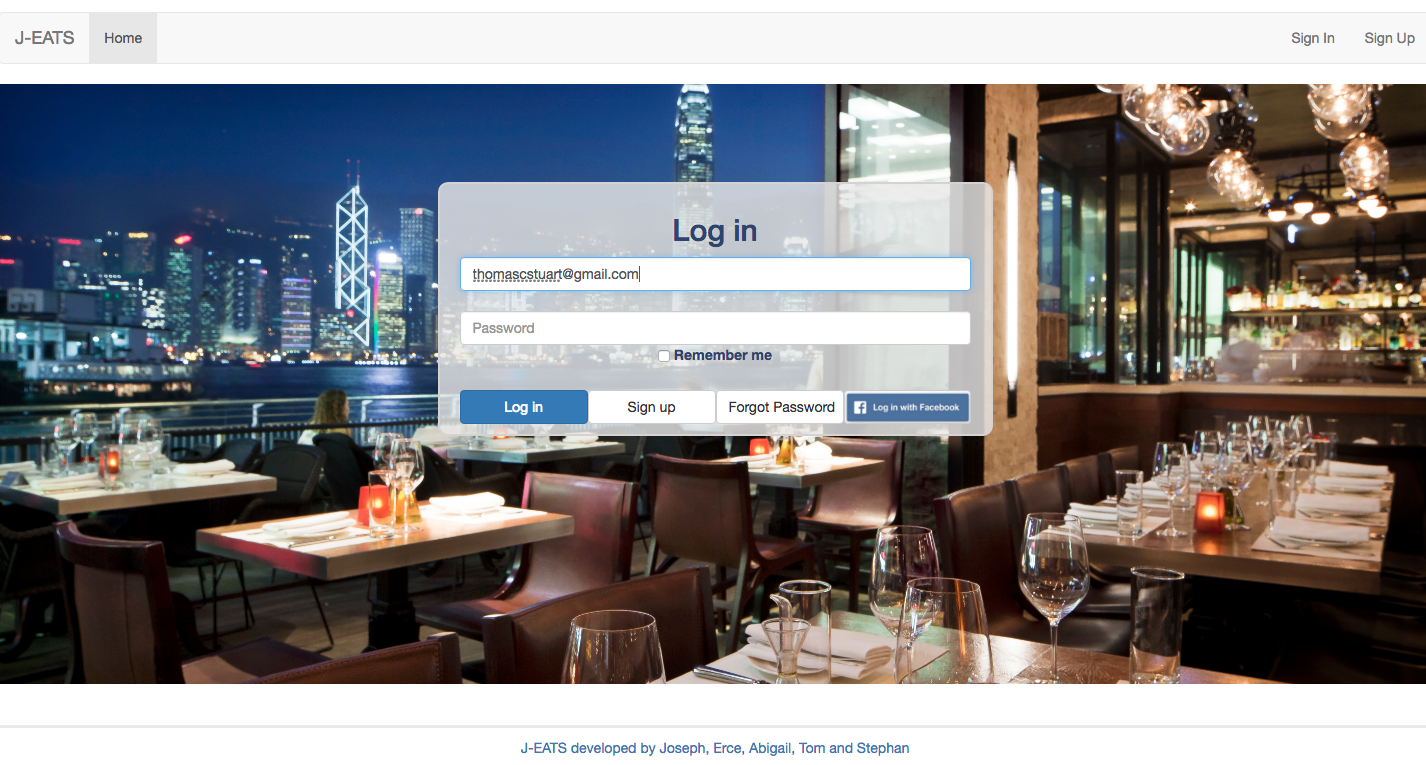 J-EATS Home Sign In Sign Up
Log in
thomascstuart@gmail.com
Password
Remember me
Log in Sign up Forgot Password Log in with Facebook
J-EATS developed by Joseph, Erce, Abigail, Tom and Stephan